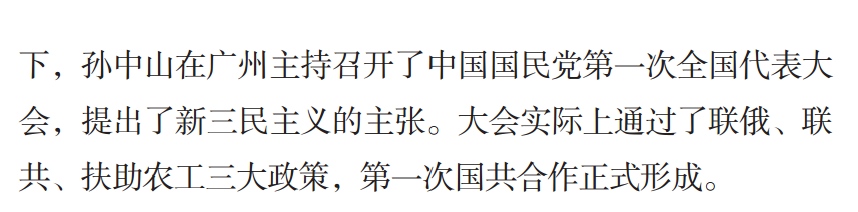 下，孙中山在广州主持召开了中国国民党第一次全国代表大
会，提出了新三民主义的主张。大会实际上通过了联俄、联
共、扶助农工三大政策，第一次国共合作正式形成。